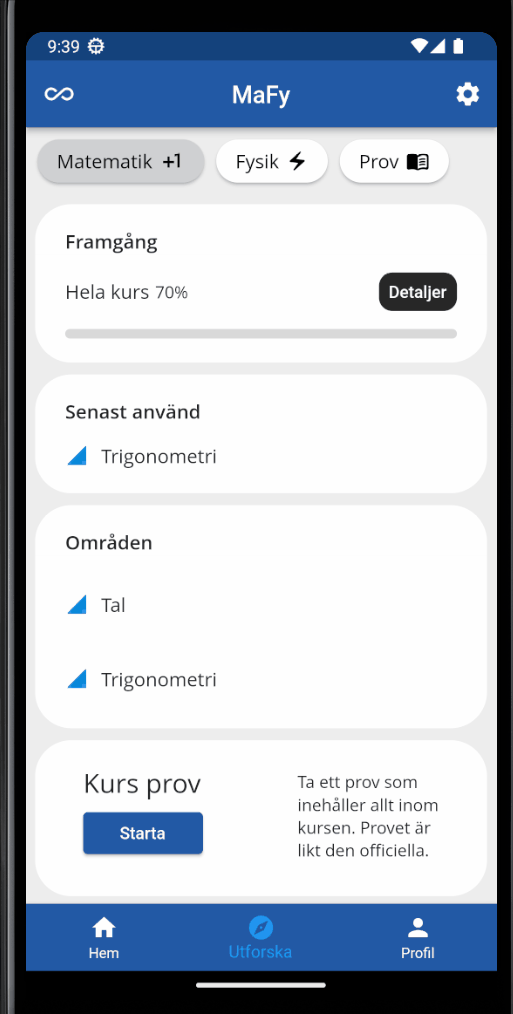 9:39
MaFy
Matematik +1 Fysik Prov
Framgång
Hela kurs 70% Detaljer
Senast använd
Trigonometri
Områden
Tal
Trigonometri
Kurs prov
Starta
Ta ett prov som
inehåller allt inom
kursen. Provet är
likt den officiella.
Hem Utforska Profil